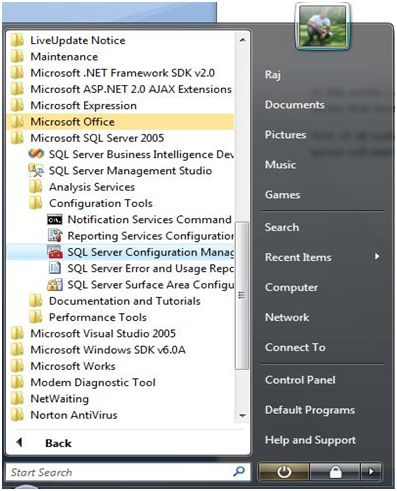 LiveUpdate Notice
Maintenance
Microsoft .NET Framework SDK v2.0
Microsoft ASP.NET 2.0 AJAX Extensions
Microsoft Expression
Microsoft Office
Microsoft SQL Server 2005
SQL Server Business Intelligence Dev
SQL Server Management Studio
Analysis Services
Configuration Tools
Notification Services Command
Reporting Services Configuration
SQL Server Configuration Manag
SQL Server Error and Usage Repo
SQL Server Surface Area Configu
Documentation and Tutorials
Performance Tools
Microsoft Visual Studio 2005
Microsoft Windows SDK v6.0A
Microsoft Works
Modem Diagnostic Tool
NetWaiting
Norton AntiVirus
Back
Start Search
Raj
Documents
Pictures
Music
Games
Search
Recent Items
Computer
Network
Connect To
Control Panel
Default Programs
Help and Support